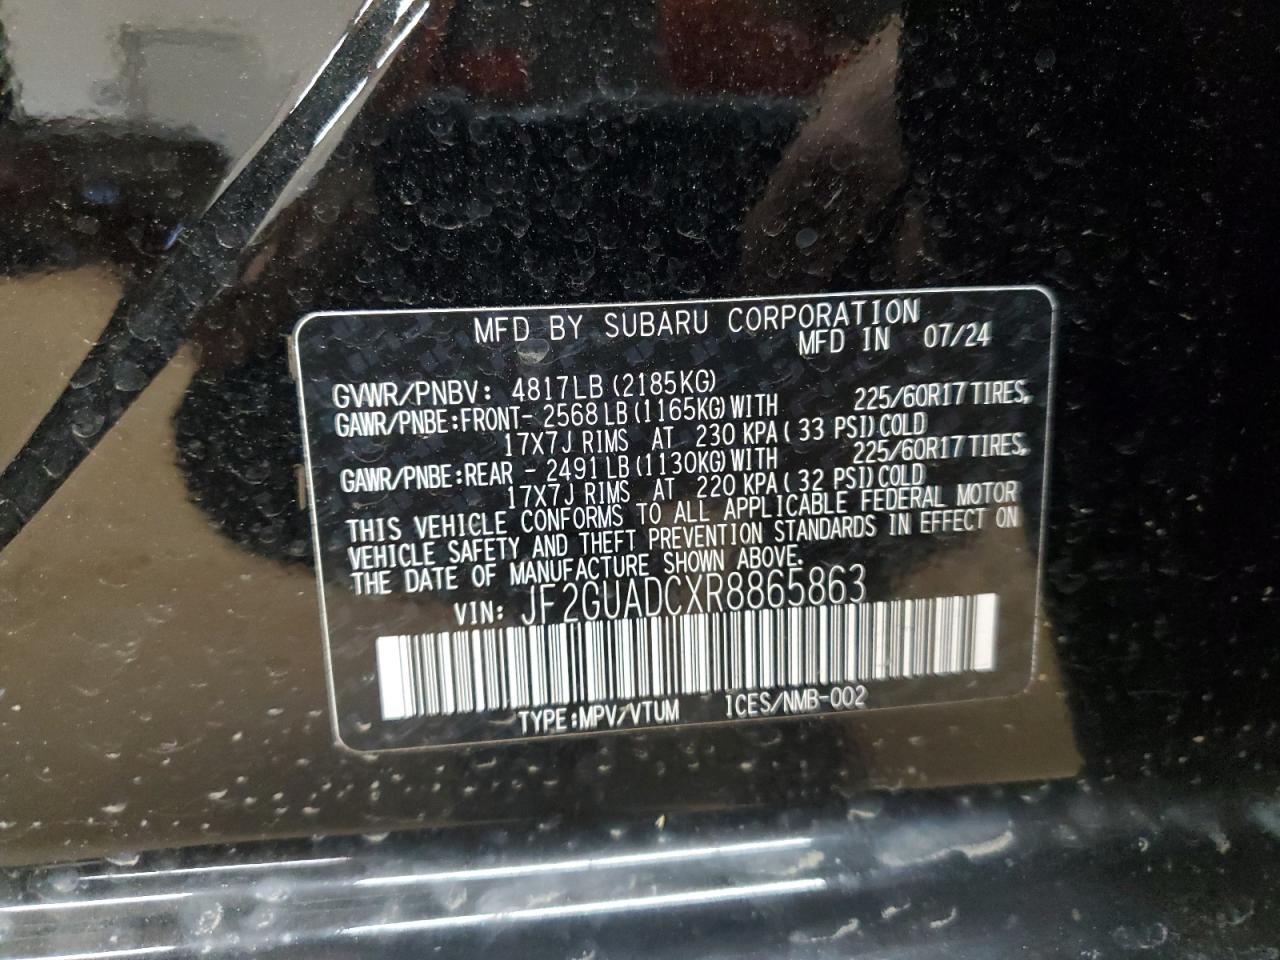 MFD BY SUBARU CORPORATION
MFD IN 07/24
GVWR/PNBV: 4817LB (2185KG)
GAWR/PNBE:FRONT- 2568 LB (1165KG) WITH 225/60R17 TIRES,
17X7J RIMS AT 230 KPA ( 33 PSI) COLD
GAWR/PNBE:REAR - 2491 LB (1130KG) WITH 225/60R17 TIRES,
17X7J RIMS AT 220 KPA ( 32 PSI) COLD
THIS VEHICLE CONFORMS TO ALL APPLICABLE FEDERAL MOTOR
VEHICLE SAFETY AND THEFT PREVENTION STANDARDS IN EFFECT ON
THE DATE OF MANUFACTURE SHOWN ABOVE.
VIN: JF2GUADCXR8865863
TYPE:MPV/VTUM ICES/NMB-002